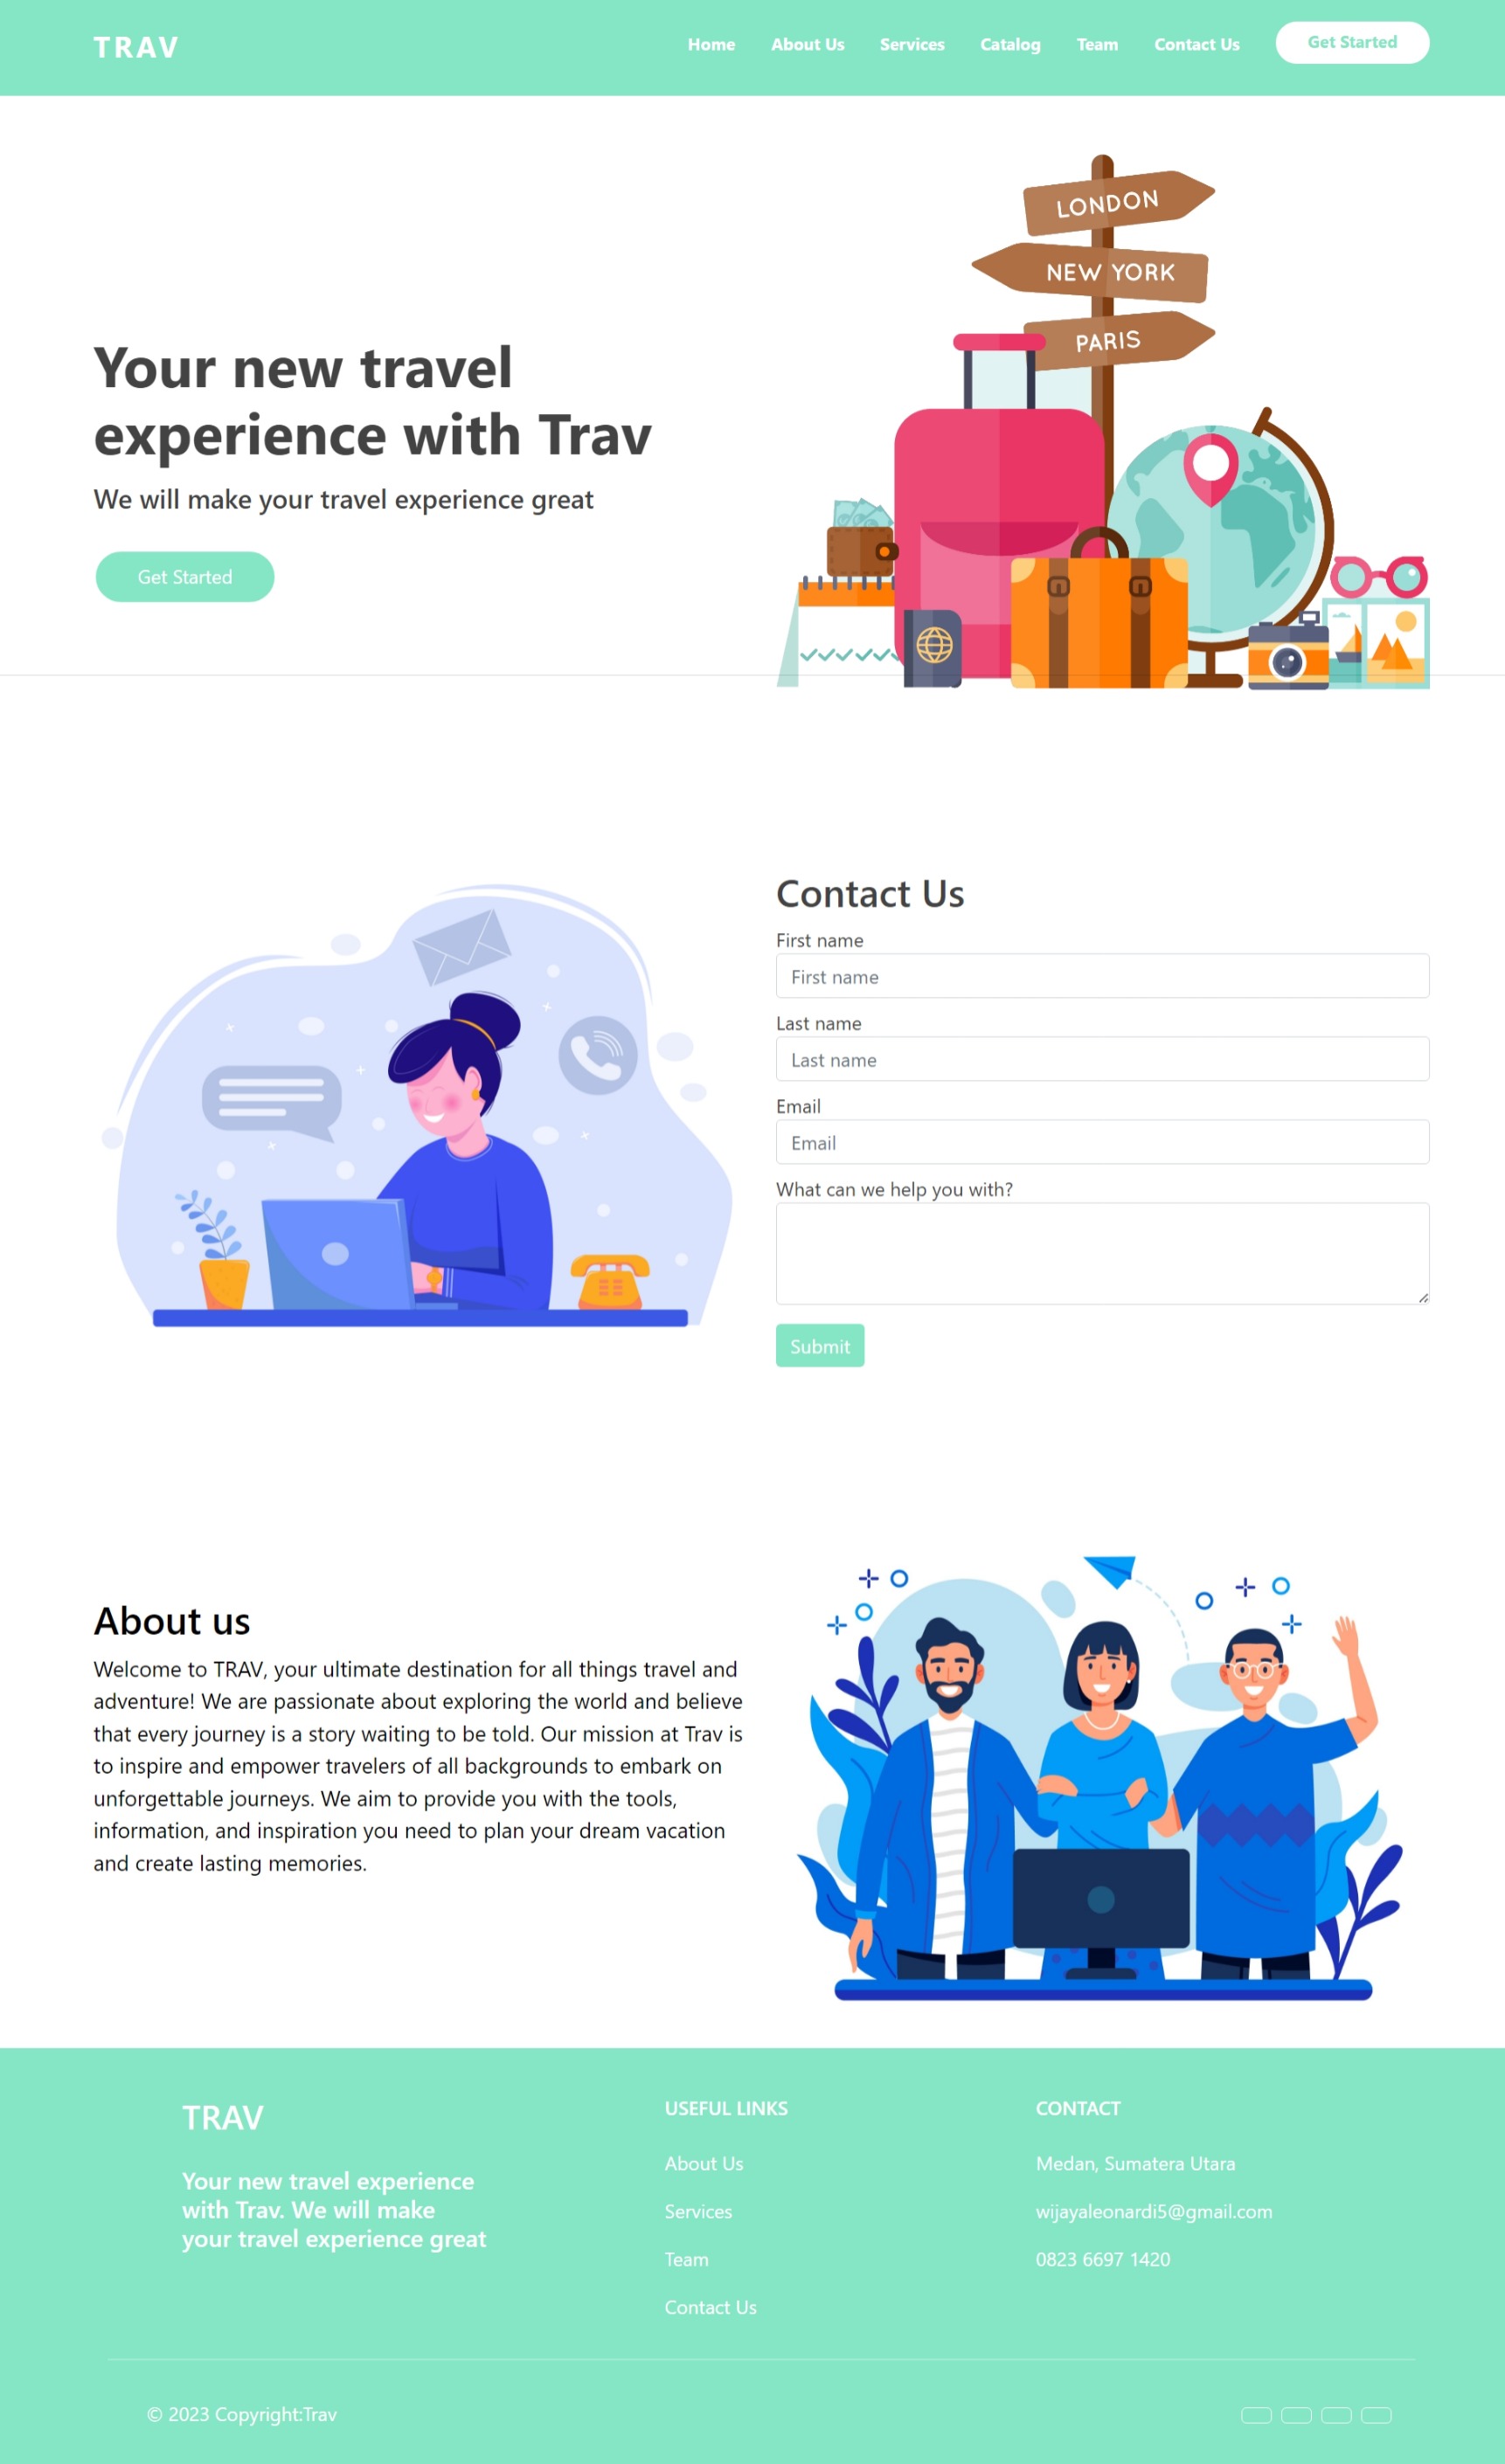 TRAV
Home
About Us
Services
Catalog
Team
Contact Us
Get Started
LONDON
NEW YORK
PARIS
Your new travel
experience with Trav
We will make your travel experience great
Get Started
Contact Us
First name
First name
Last name
Last name
Email
Email
What can we help you with?
Submit
About us
Welcome to TRAV, your ultimate destination for all things travel and
adventure! We are passionate about exploring the world and believe
that every journey is a story waiting to be told. Our mission at Trav is
to inspire and empower travelers of all backgrounds to embark on
unforgettable journeys. We aim to provide you with the tools,
information, and inspiration you need to plan your dream vacation
and create lasting memories.
TRAV
Your new travel experience
with Trav. We will make
your travel experience great
USEFUL LINKS
About Us
Services
Team
Contact Us
CONTACT
Medan, Sumatera Utara
wijayaleonardi5@gmail.com
0823 6697 1420
© 2023 Copyright:Trav